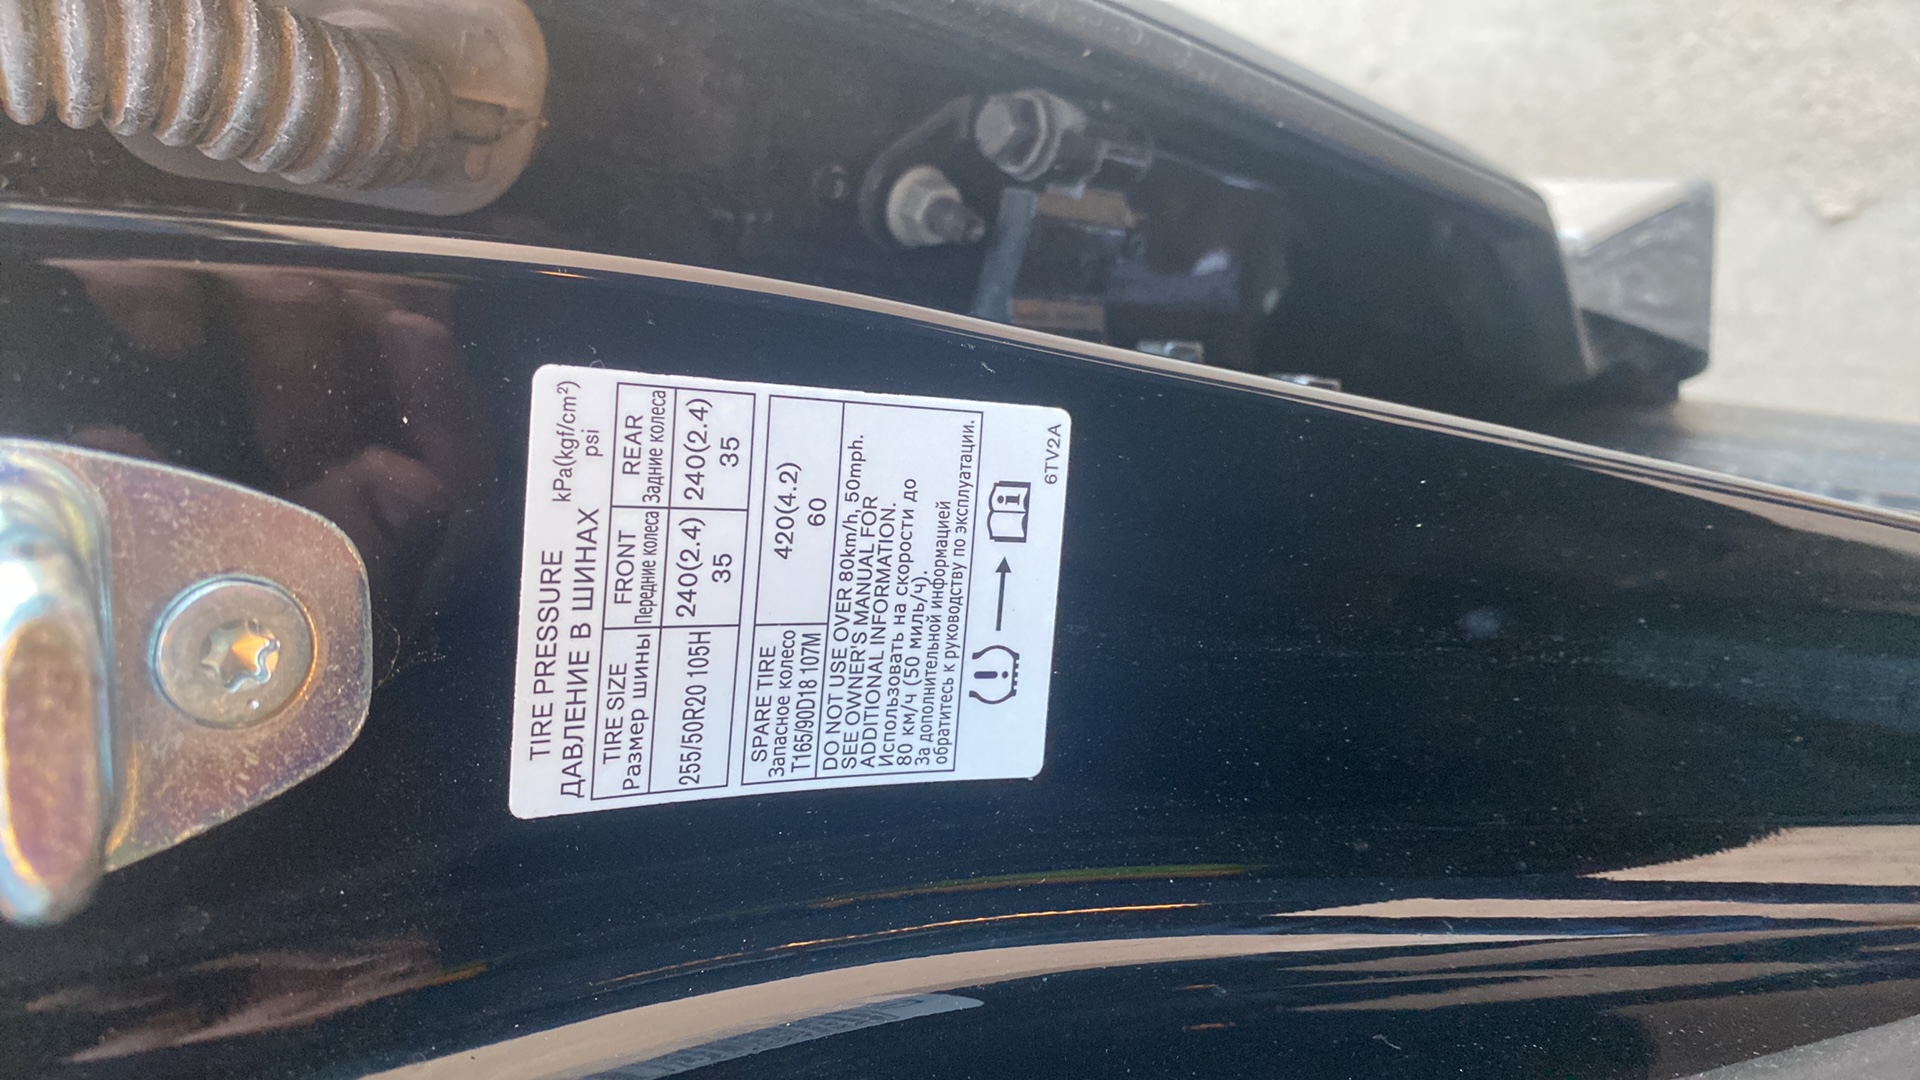 TIRE PRESSURE kPa(kgf/cm²)
ДАВЛЕНИЕ В ШИНАХ psi
TIRE SIZE FRONT REAR
Размер шины Передние колеса Задние колеса
255/50R20 105H 240(2.4) 240(2.4)
35 35
SPARE TIRE
Запасное колесо 420(4.2)
T165/90D18 107M 60
DO NOT USE OVER 80km/h, 50mph.
SEE OWNER'S MANUAL FOR
ADDITIONAL INFORMATION.
Использовать на скорости до
80 км/ч (50 миль/ч).
За дополнительной информацией
обратитесь к руководству по эксплуатации.
6TV2A